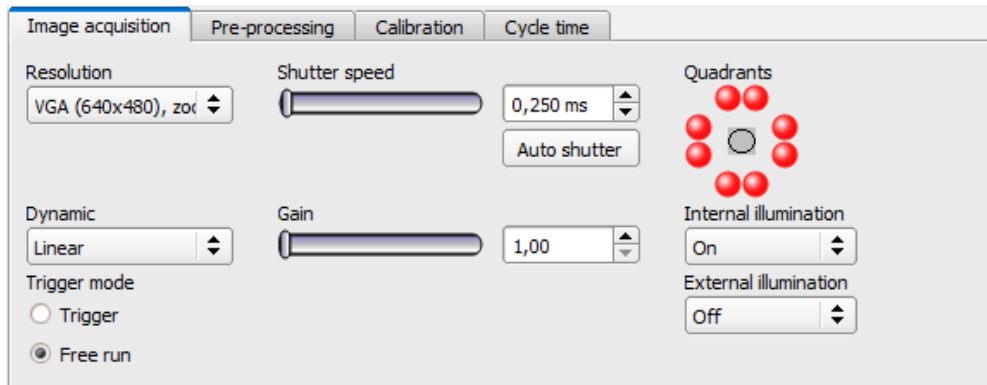 Image acquisition Pre-processing Calibration Cycle time
Resolution Shutter speed Quadrants
VGA (640x480), zoo 0,250 ms
Auto shutter
Dynamic Gain Internal illumination
Linear 1,00 On
Trigger mode External illumination
Trigger Off
Free run